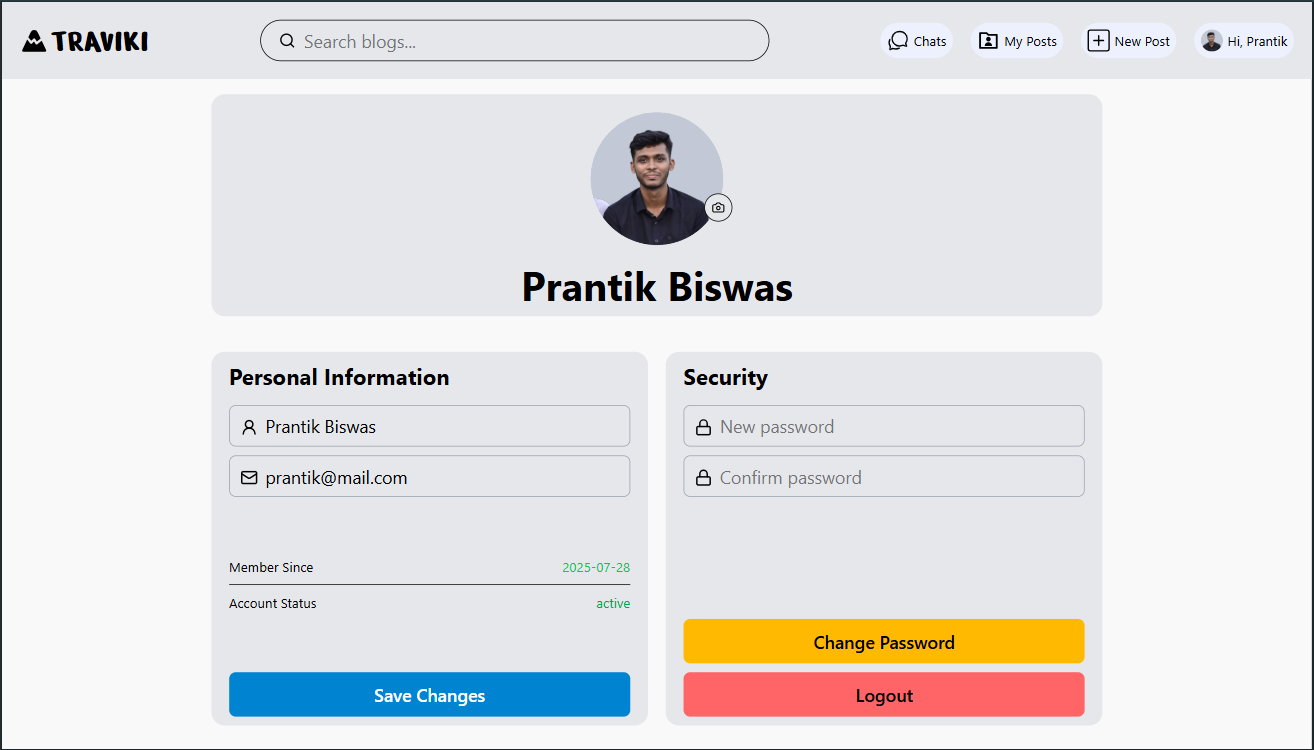 TRAVIKI
Search blogs...
Chats
My Posts
New Post
Hi, Prantik
Prantik Biswas
Personal Information
Prantik Biswas
prantik@mail.com
Member Since 2025-07-28
Account Status active
Save Changes
Security
New password
Confirm password
Change Password
Logout